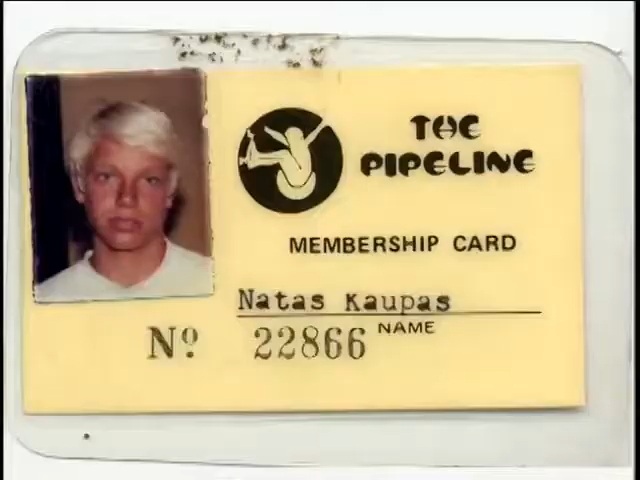 THE
PIPELINE
MEMBERSHIP CARD
Natas Kaupas
NAME
Nº 22866